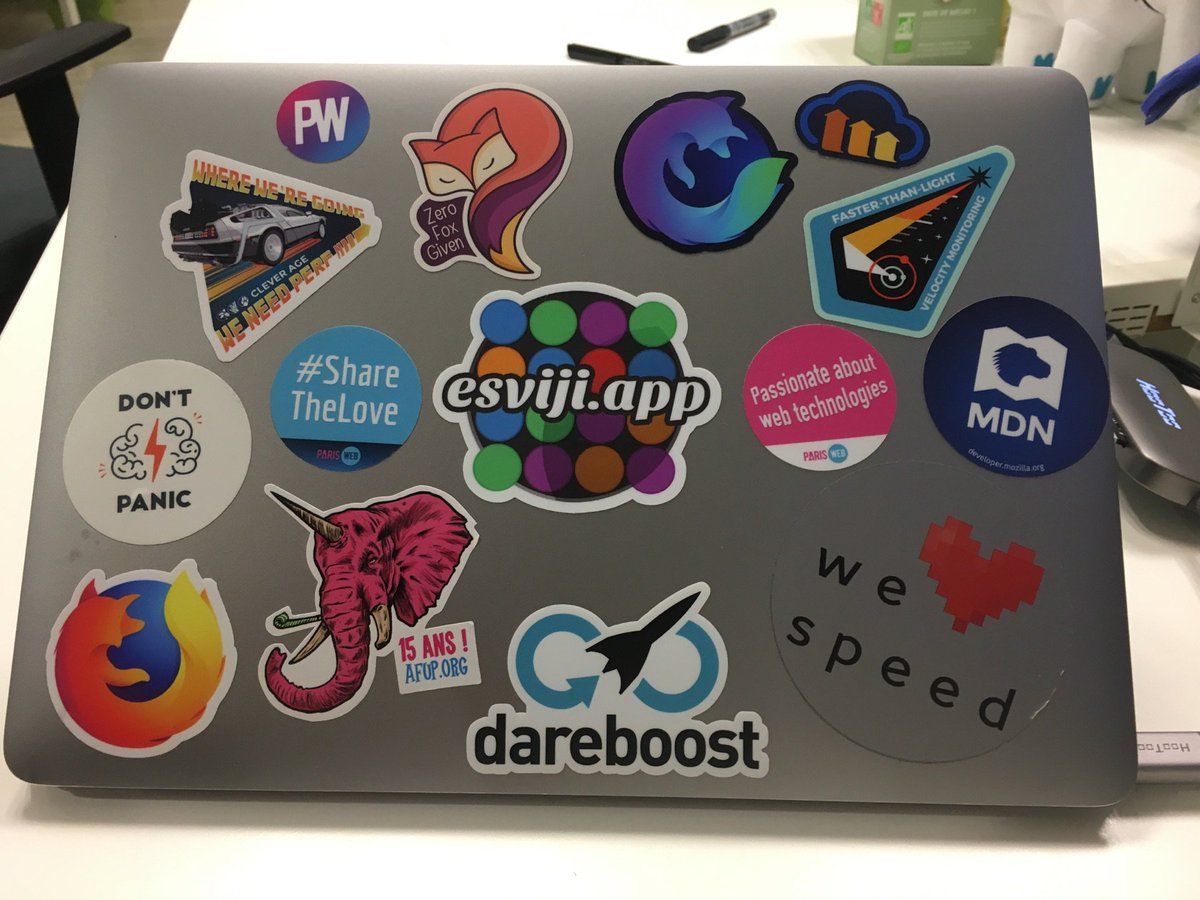 PW
WHERE WE'RE GOING
CLEVER AGE
WE NEED PERF
Zero
Fox
Given
FASTER-THAN-LIGHT
VELOCITY MONITORING
DON'T
PANIC
#Share
TheLove
PARIS WEB
esviji.app
Passionate about
web technologies
PARIS WEB
MDN
developer.mozilla.org
15 ANS !
AFUP.ORG
dareboost
we
speed
HooToo
HooToo